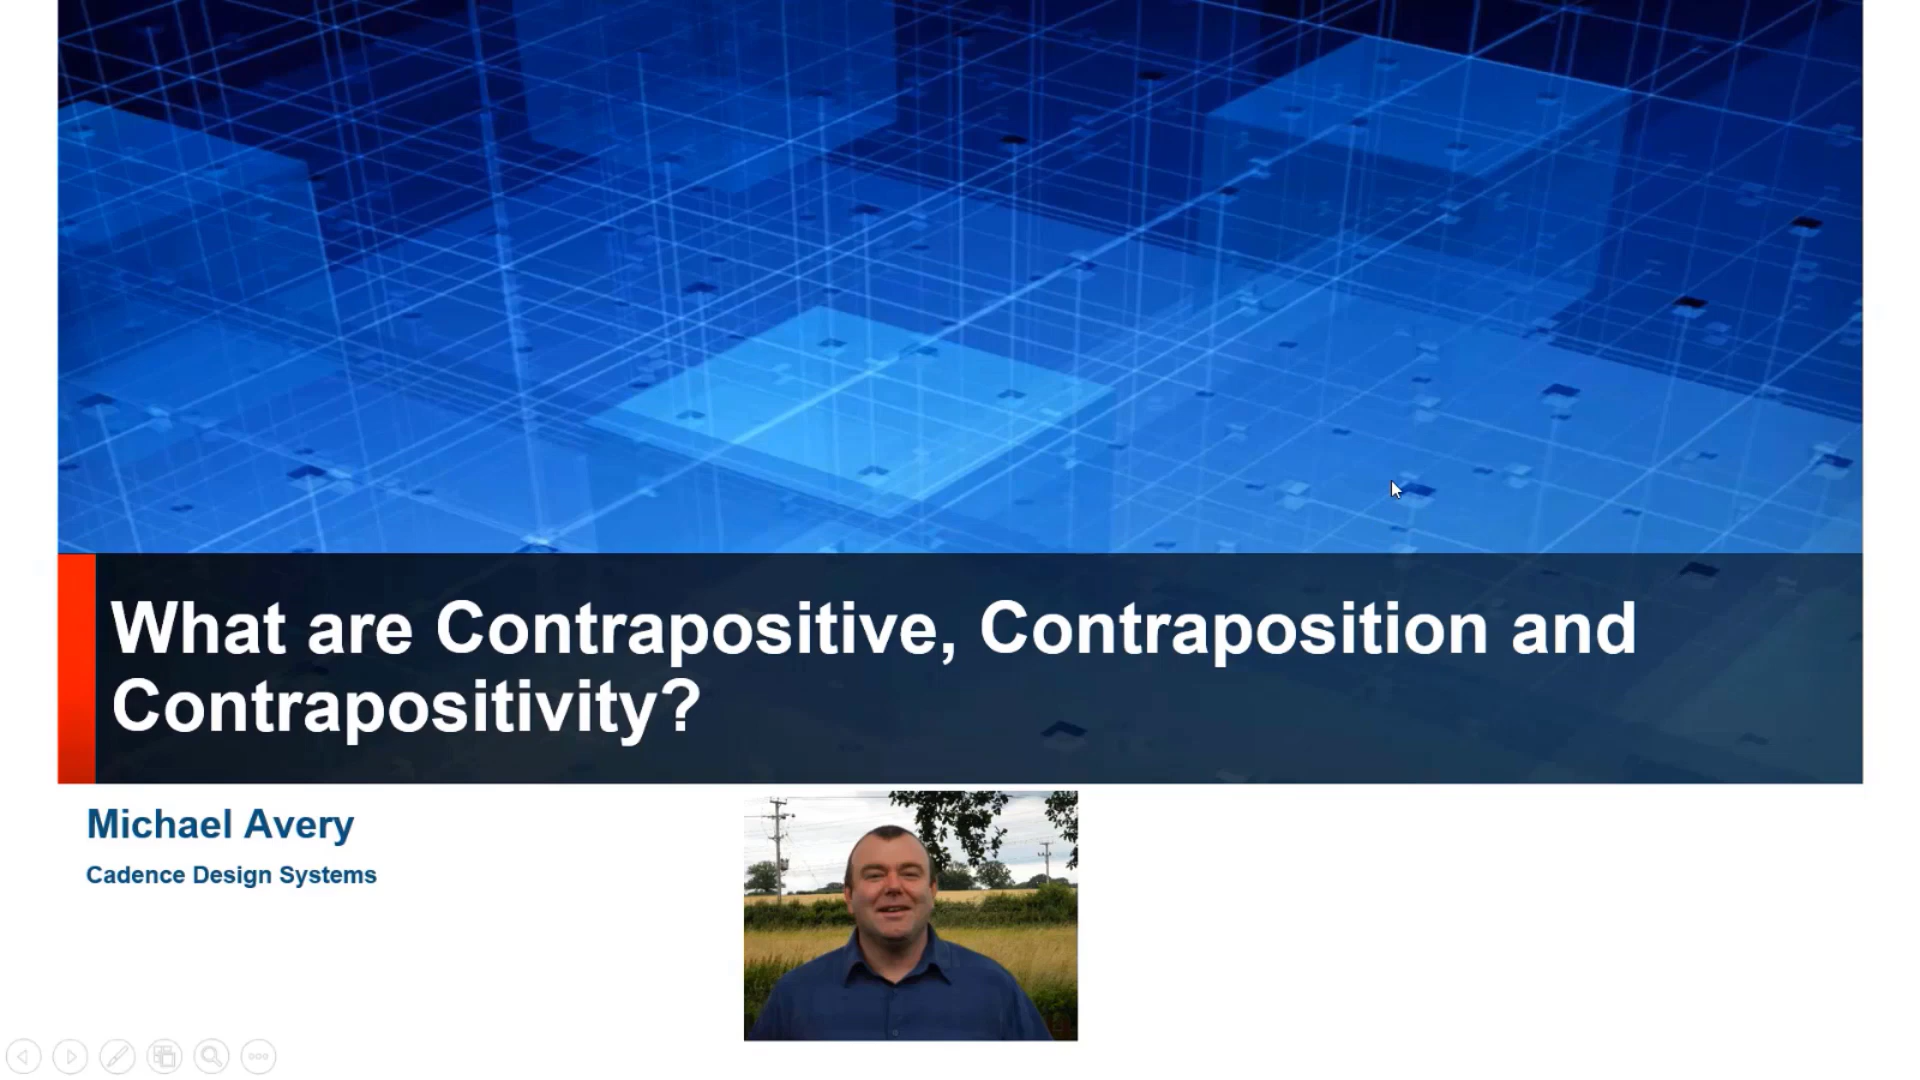 What are Contrapositive, Contraposition and
Contrapositivity?
Michael Avery
Cadence Design Systems